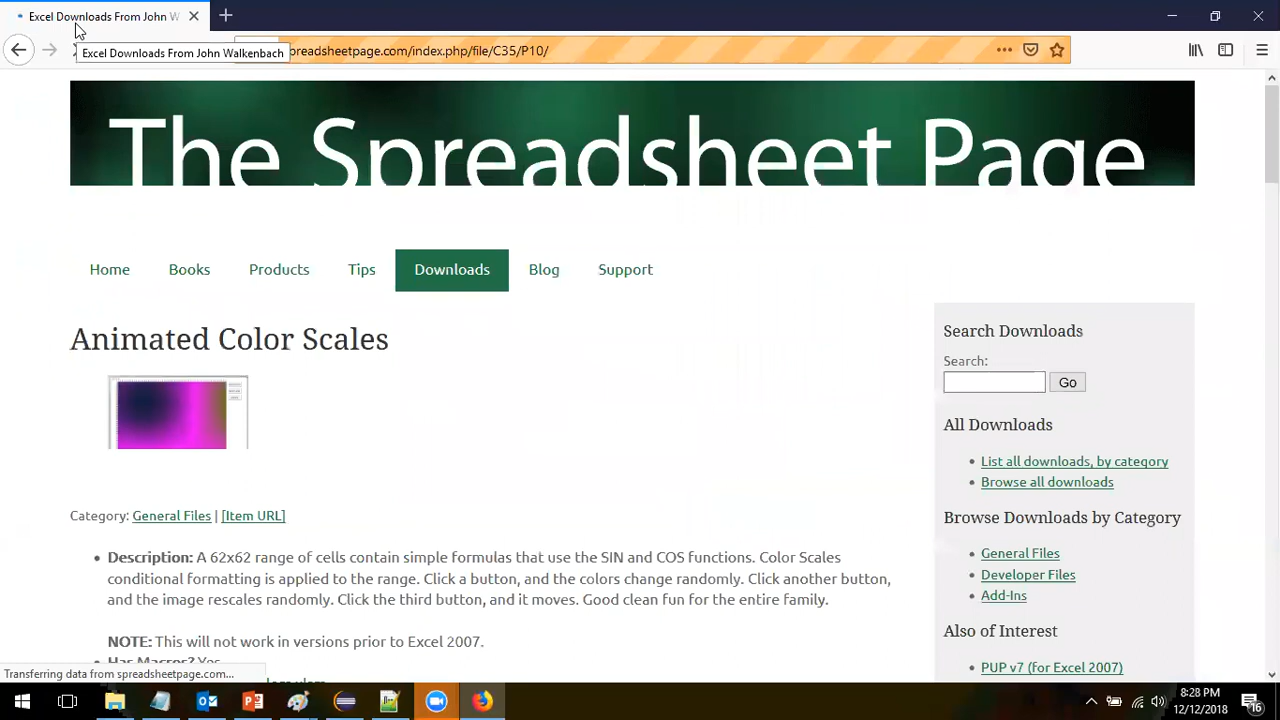 Excel Downloads From John W
Excel Downloads From John Walkenbach
preadsheetpage.com/index.php/file/C35/P10/
The Spreadsheet Page
Home Books Products Tips Downloads Blog Support
Animated Color Scales
Category: General Files | [Item URL]
• Description: A 62x62 range of cells contain simple formulas that use the SIN and COS functions. Color Scales
conditional formatting is applied to the range. Click a button, and the colors change randomly. Click another button,
and the image rescales randomly. Click the third button, and it moves. Good clean fun for the entire family.
NOTE: This will not work in versions prior to Excel 2007.
• Has Macros? Yes
Search Downloads
Search:
Go
All Downloads
• List all downloads, by category
• Browse all downloads
Browse Downloads by Category
• General Files
• Developer Files
• Add-Ins
Also of Interest
• PUP v7 (for Excel 2007)
Transferring data from spreadsheetpage.com...
8:28 PM
12/12/2018
16